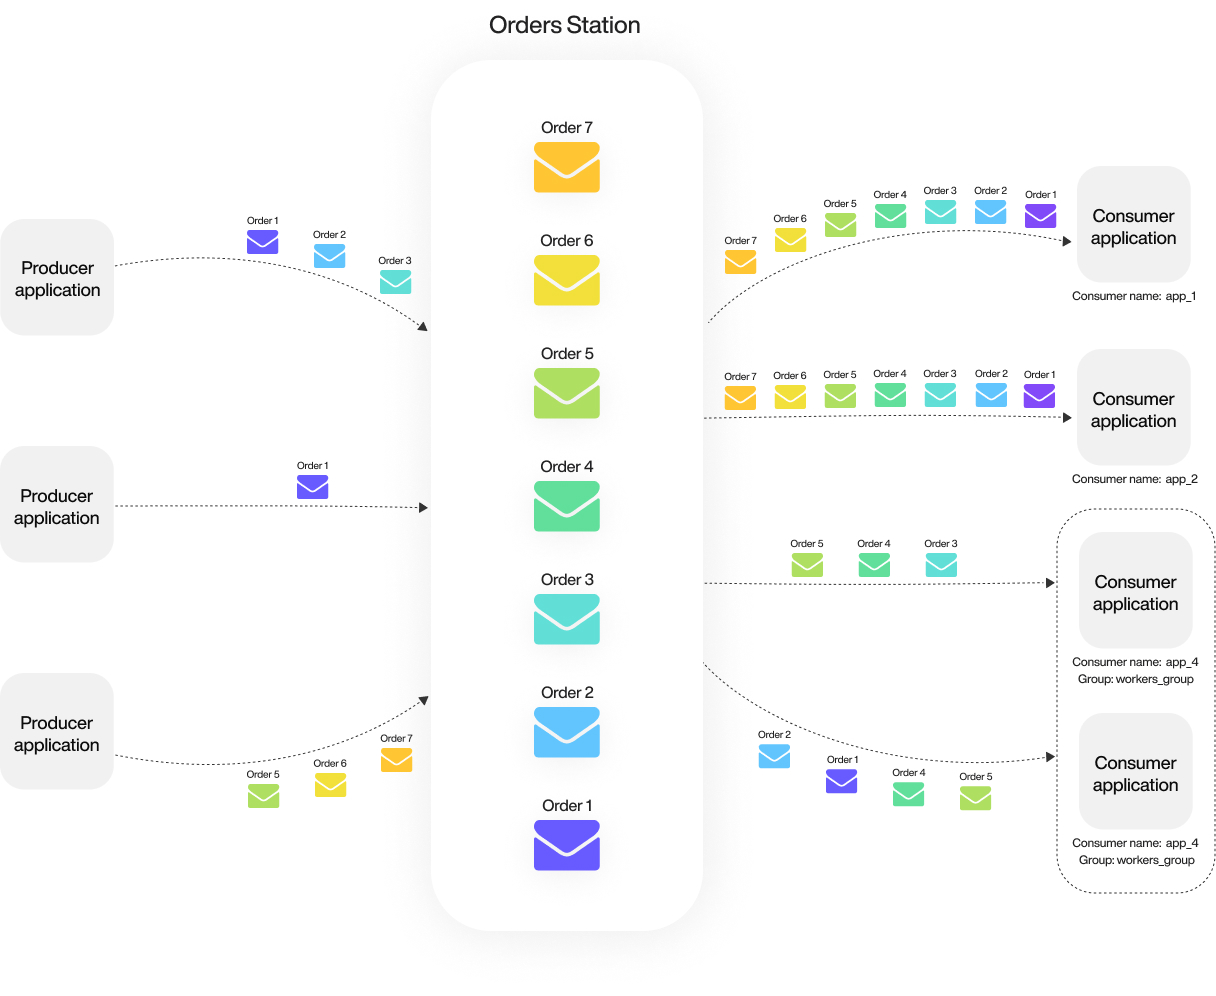 Orders Station
Order 7
Order 6
Order 5
Order 4
Order 3
Order 2
Order 1
Producer
application
Order 1
Order 2
Order 3
Producer
application
Order 1
Producer
application
Order 5
Order 6
Order 7
Order 7
Order 6
Order 5
Order 4
Order 3
Order 2
Order 1
Consumer
application
Consumer name: app_1
Order 7
Order 6
Order 5
Order 4
Order 3
Order 2
Order 1
Consumer
application
Consumer name: app_2
Order 5
Order 4
Order 3
Consumer
application
Consumer name: app_4
Group: workers_group
Order 2
Order 1
Order 4
Order 5
Consumer
application
Consumer name: app_4
Group: workers_group